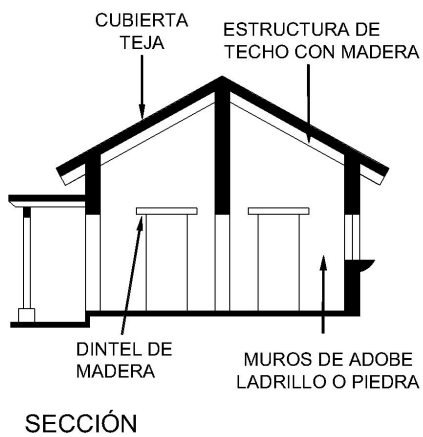 CUBIERTA
TEJA
ESTRUCTURA DE
TECHO CON MADERA
DINTEL DE
MADERA
MUROS DE ADOBE
LADRILLO O PIEDRA
SECCIÓN